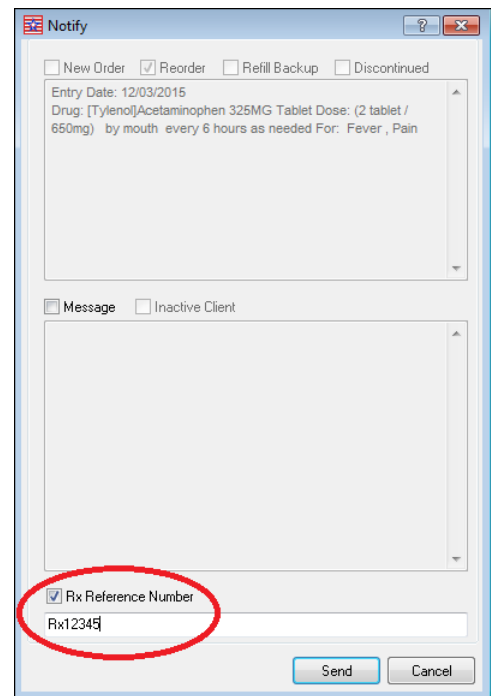 Notify
New Order Reorder Refill Backup Discontinued
Entry Date: 12/03/2015
Drug: [Tylenol]Acetaminophen 325MG Tablet Dose: (2 tablet /
650mg) by mouth every 6 hours as needed For: Fever , Pain
Message Inactive Client
Rx Reference Number
Rx12345
Send Cancel